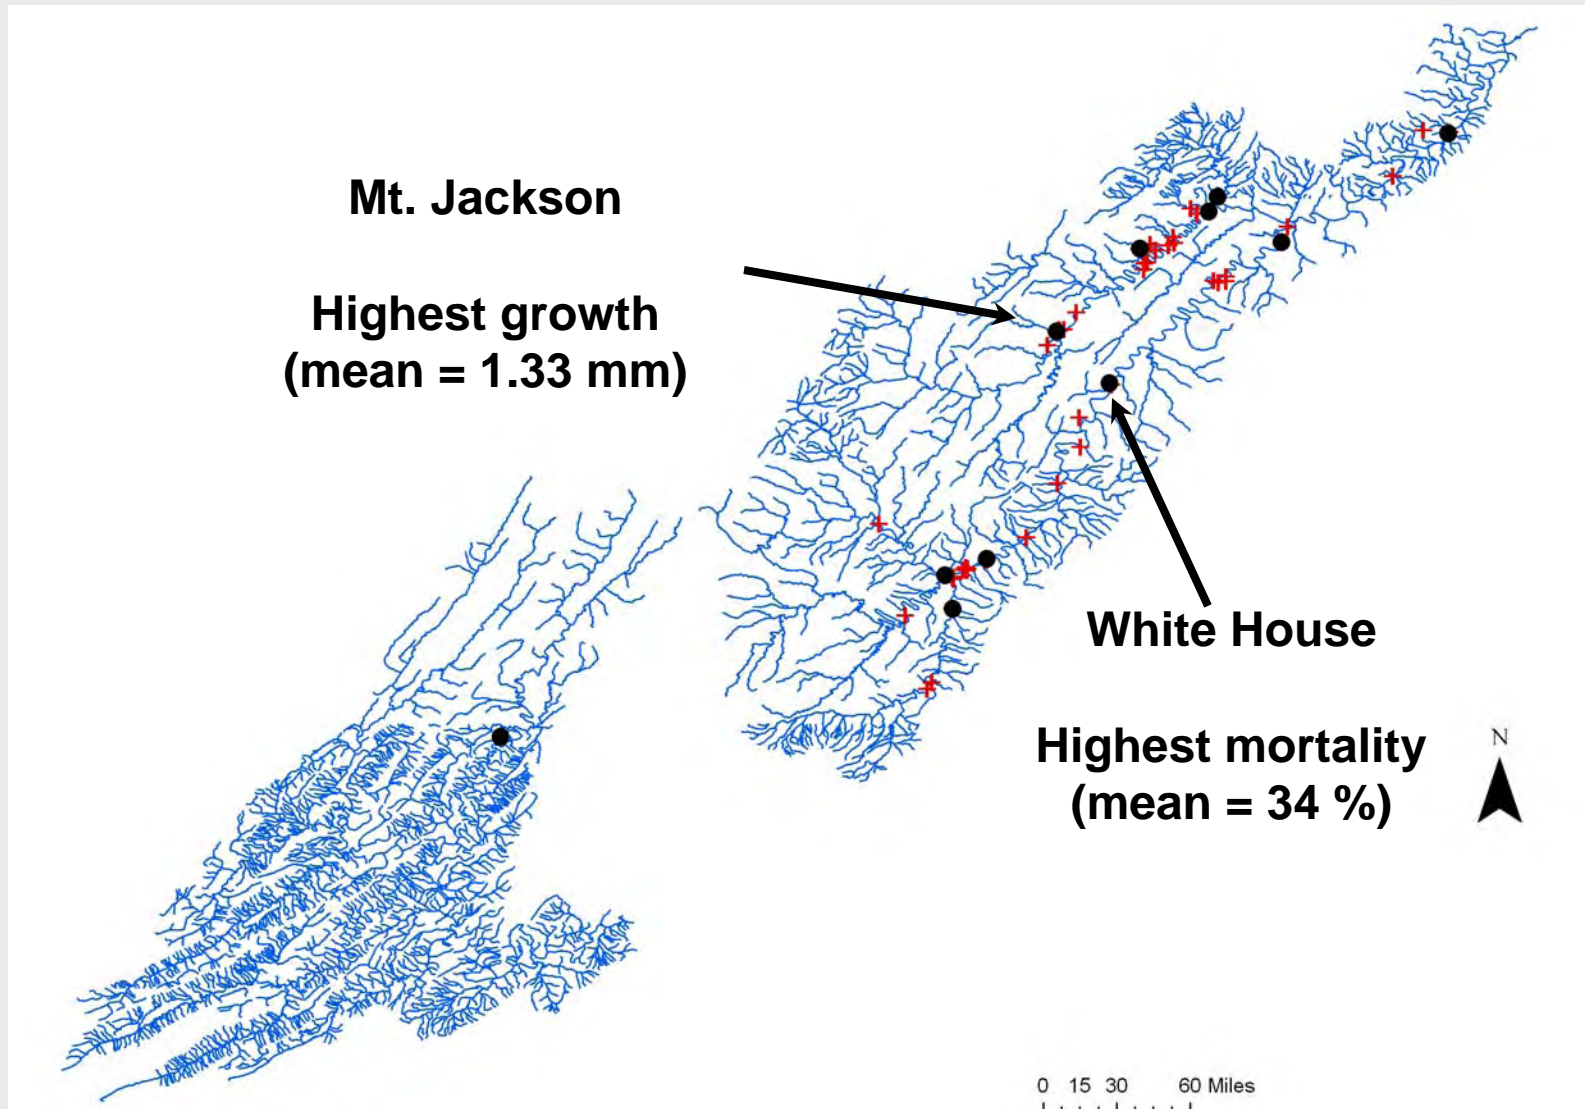 Mt. Jackson
Highest growth
(mean = 1.33 mm)
White House
Highest mortality
(mean = 34 %)
N
0 15 30 60 Miles